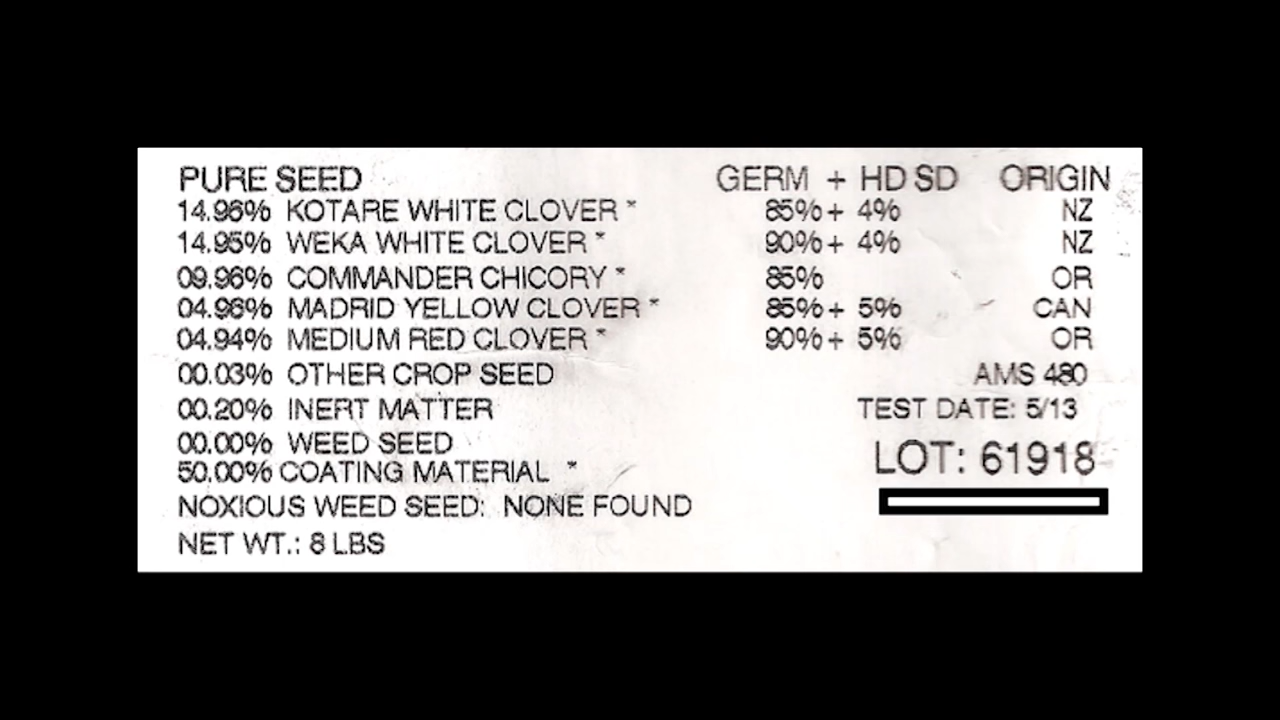 PURE SEED GERM + HD SD ORIGIN
14.96% KOTARE WHITE CLOVER * 85% + 4% NZ
14.95% WEKA WHITE CLOVER * 90% + 4% NZ
09.96% COMMANDER CHICORY * 85% OR
04.96% MADRID YELLOW CLOVER * 85% + 5% CAN
04.94% MEDIUM RED CLOVER * 90% + 5% OR
00.03% OTHER CROP SEED AMS 480
00.20% INERT MATTER TEST DATE: 5/13
00.00% WEED SEED LOT: 61918
50.00% COATING MATERIAL *
NOXIOUS WEED SEED: NONE FOUND
NET WT.: 8 LBS